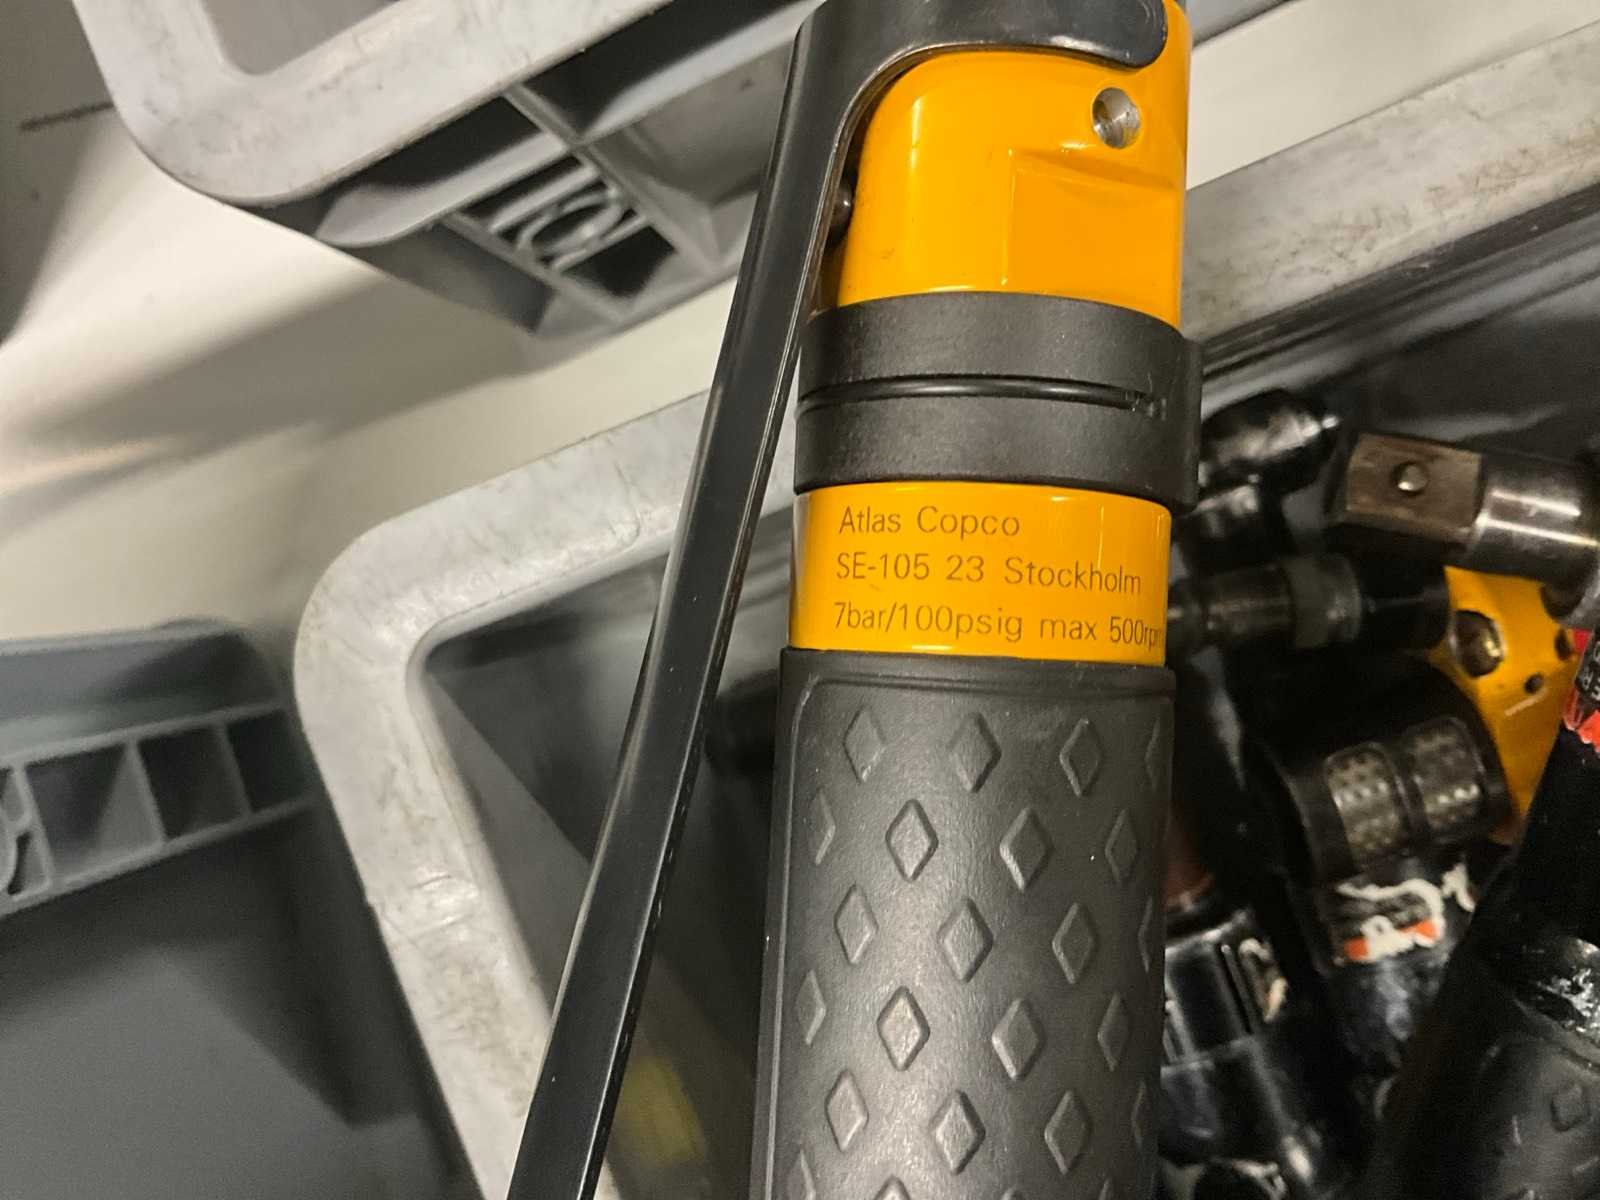 Atlas Copco
SE-105 23 Stockholm
7bar/100psig max 500rpm